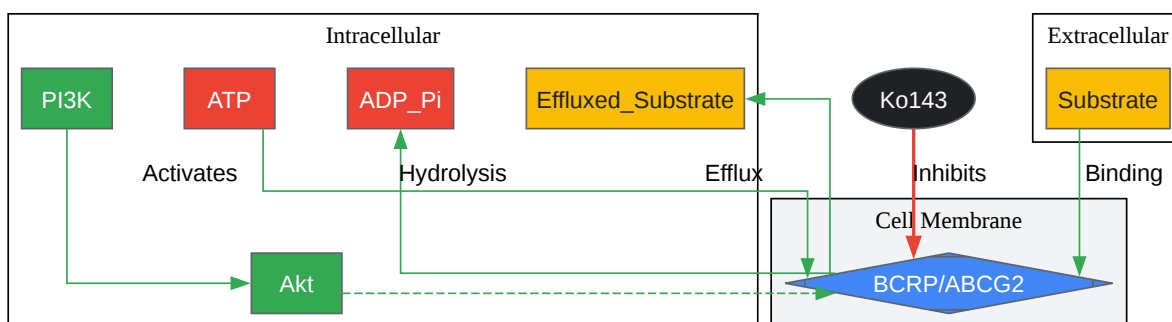 Intracellular
Extracellular
PI3K
ATP
ADP_Pi
Effluxed_Substrate
Ko143
Substrate
Activates
Hydrolysis
Efflux
Inhibits
Binding
Cell Membrane
Akt
BCRP/ABCG2